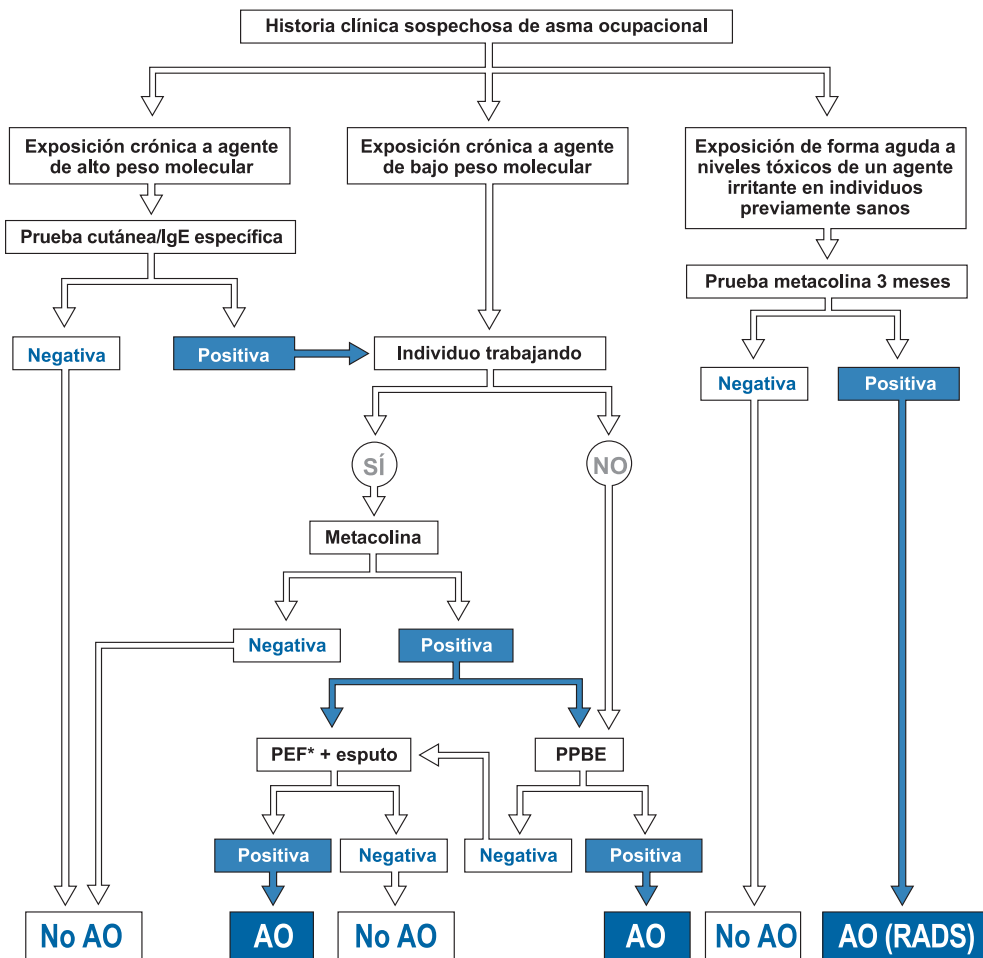 Historia clínica sospechosa de asma ocupacional
Exposición crónica a agente
de alto peso molecular
Exposición crónica a agente
de bajo peso molecular
Exposición de forma aguda a
niveles tóxicos de un agente
irritante en individuos
previamente sanos
Prueba cutánea/IgE específica
Prueba metacolina 3 meses
Negativa
Positiva
Individuo trabajando
Negativa
Positiva
SÍ
NO
Metacolina
Negativa
Positiva
PEF* + esputo
PPBE
Positiva
Negativa
Negativa
Positiva
No AO
AO
No AO
AO
No AO
AO (RADS)